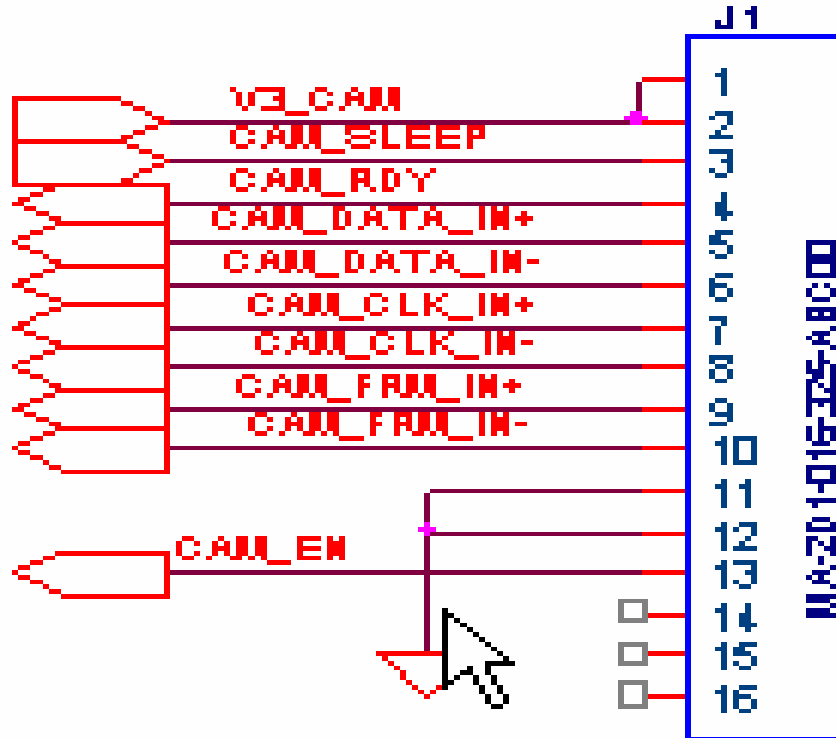 J1
1
V3_CAM 2
CAM_SLEEP 3
CAM_RDY 4
CAM_DATA_IN+ 5
CAM_DATA_IN- 6
CAM_CLK_IN+ 7
CAM_CLK_IN- 8
CAM_FRM_IN+ 9
CAM_FRM_IN- 10
11
12
CAM_EN 13
14
15
16